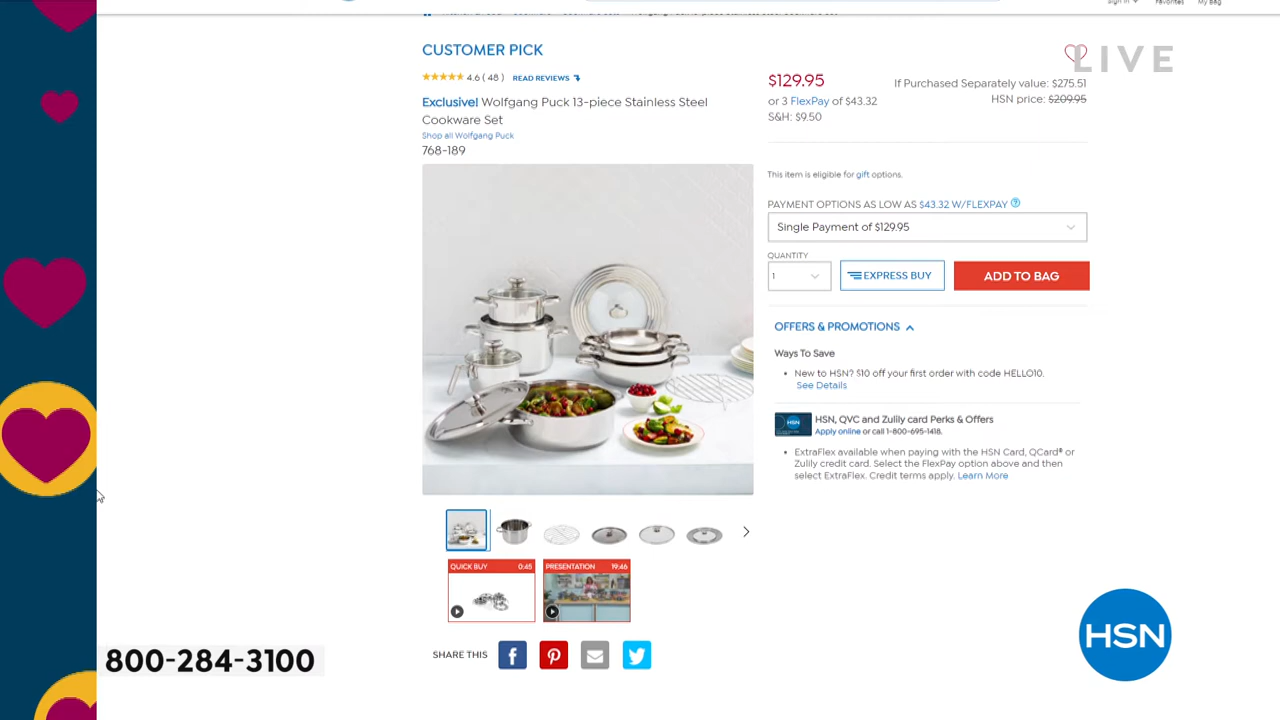 Sign In
Favorites
My Bag
LIVE
CUSTOMER PICK
4.6 ( 48 ) READ REVIEWS
Exclusive! Wolfgang Puck 13-piece Stainless Steel
Cookware Set
Shop all Wolfgang Puck
768-189
$129.95
or 3 FlexPay of $43.32
S&H: $9.50
If Purchased Separately value: $275.51
HSN price: $209.95
This item is eligible for gift options.
PAYMENT OPTIONS AS LOW AS $43.32 W/FLEXPAY ?
Single Payment of $129.95
QUANTITY
1
EXPRESS BUY
ADD TO BAG
OFFERS & PROMOTIONS
Ways To Save
New to HSN? $10 off your first order with code HELLO10.
See Details
HSN
HSN, QVC and Zulily card Perks & Offers
Apply online or call 1-800-695-1418.
ExtraFlex available when paying with the HSN Card, QCard® or
Zulily credit card. Select the FlexPay option above and then
select ExtraFlex. Credit terms apply. Learn More
QUICK BUY 0:45
PRESENTATION 19:46
SHARE THIS
HSN
800-284-3100